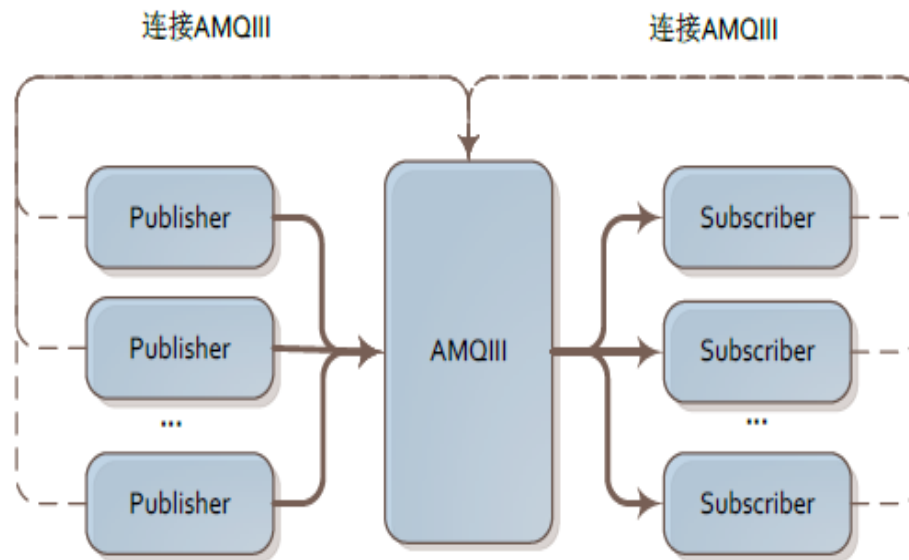 连接AMQIII
连接AMQIII
Publisher
Subscriber
Publisher
AMQIII
Subscriber
...
...
Publisher
Subscriber